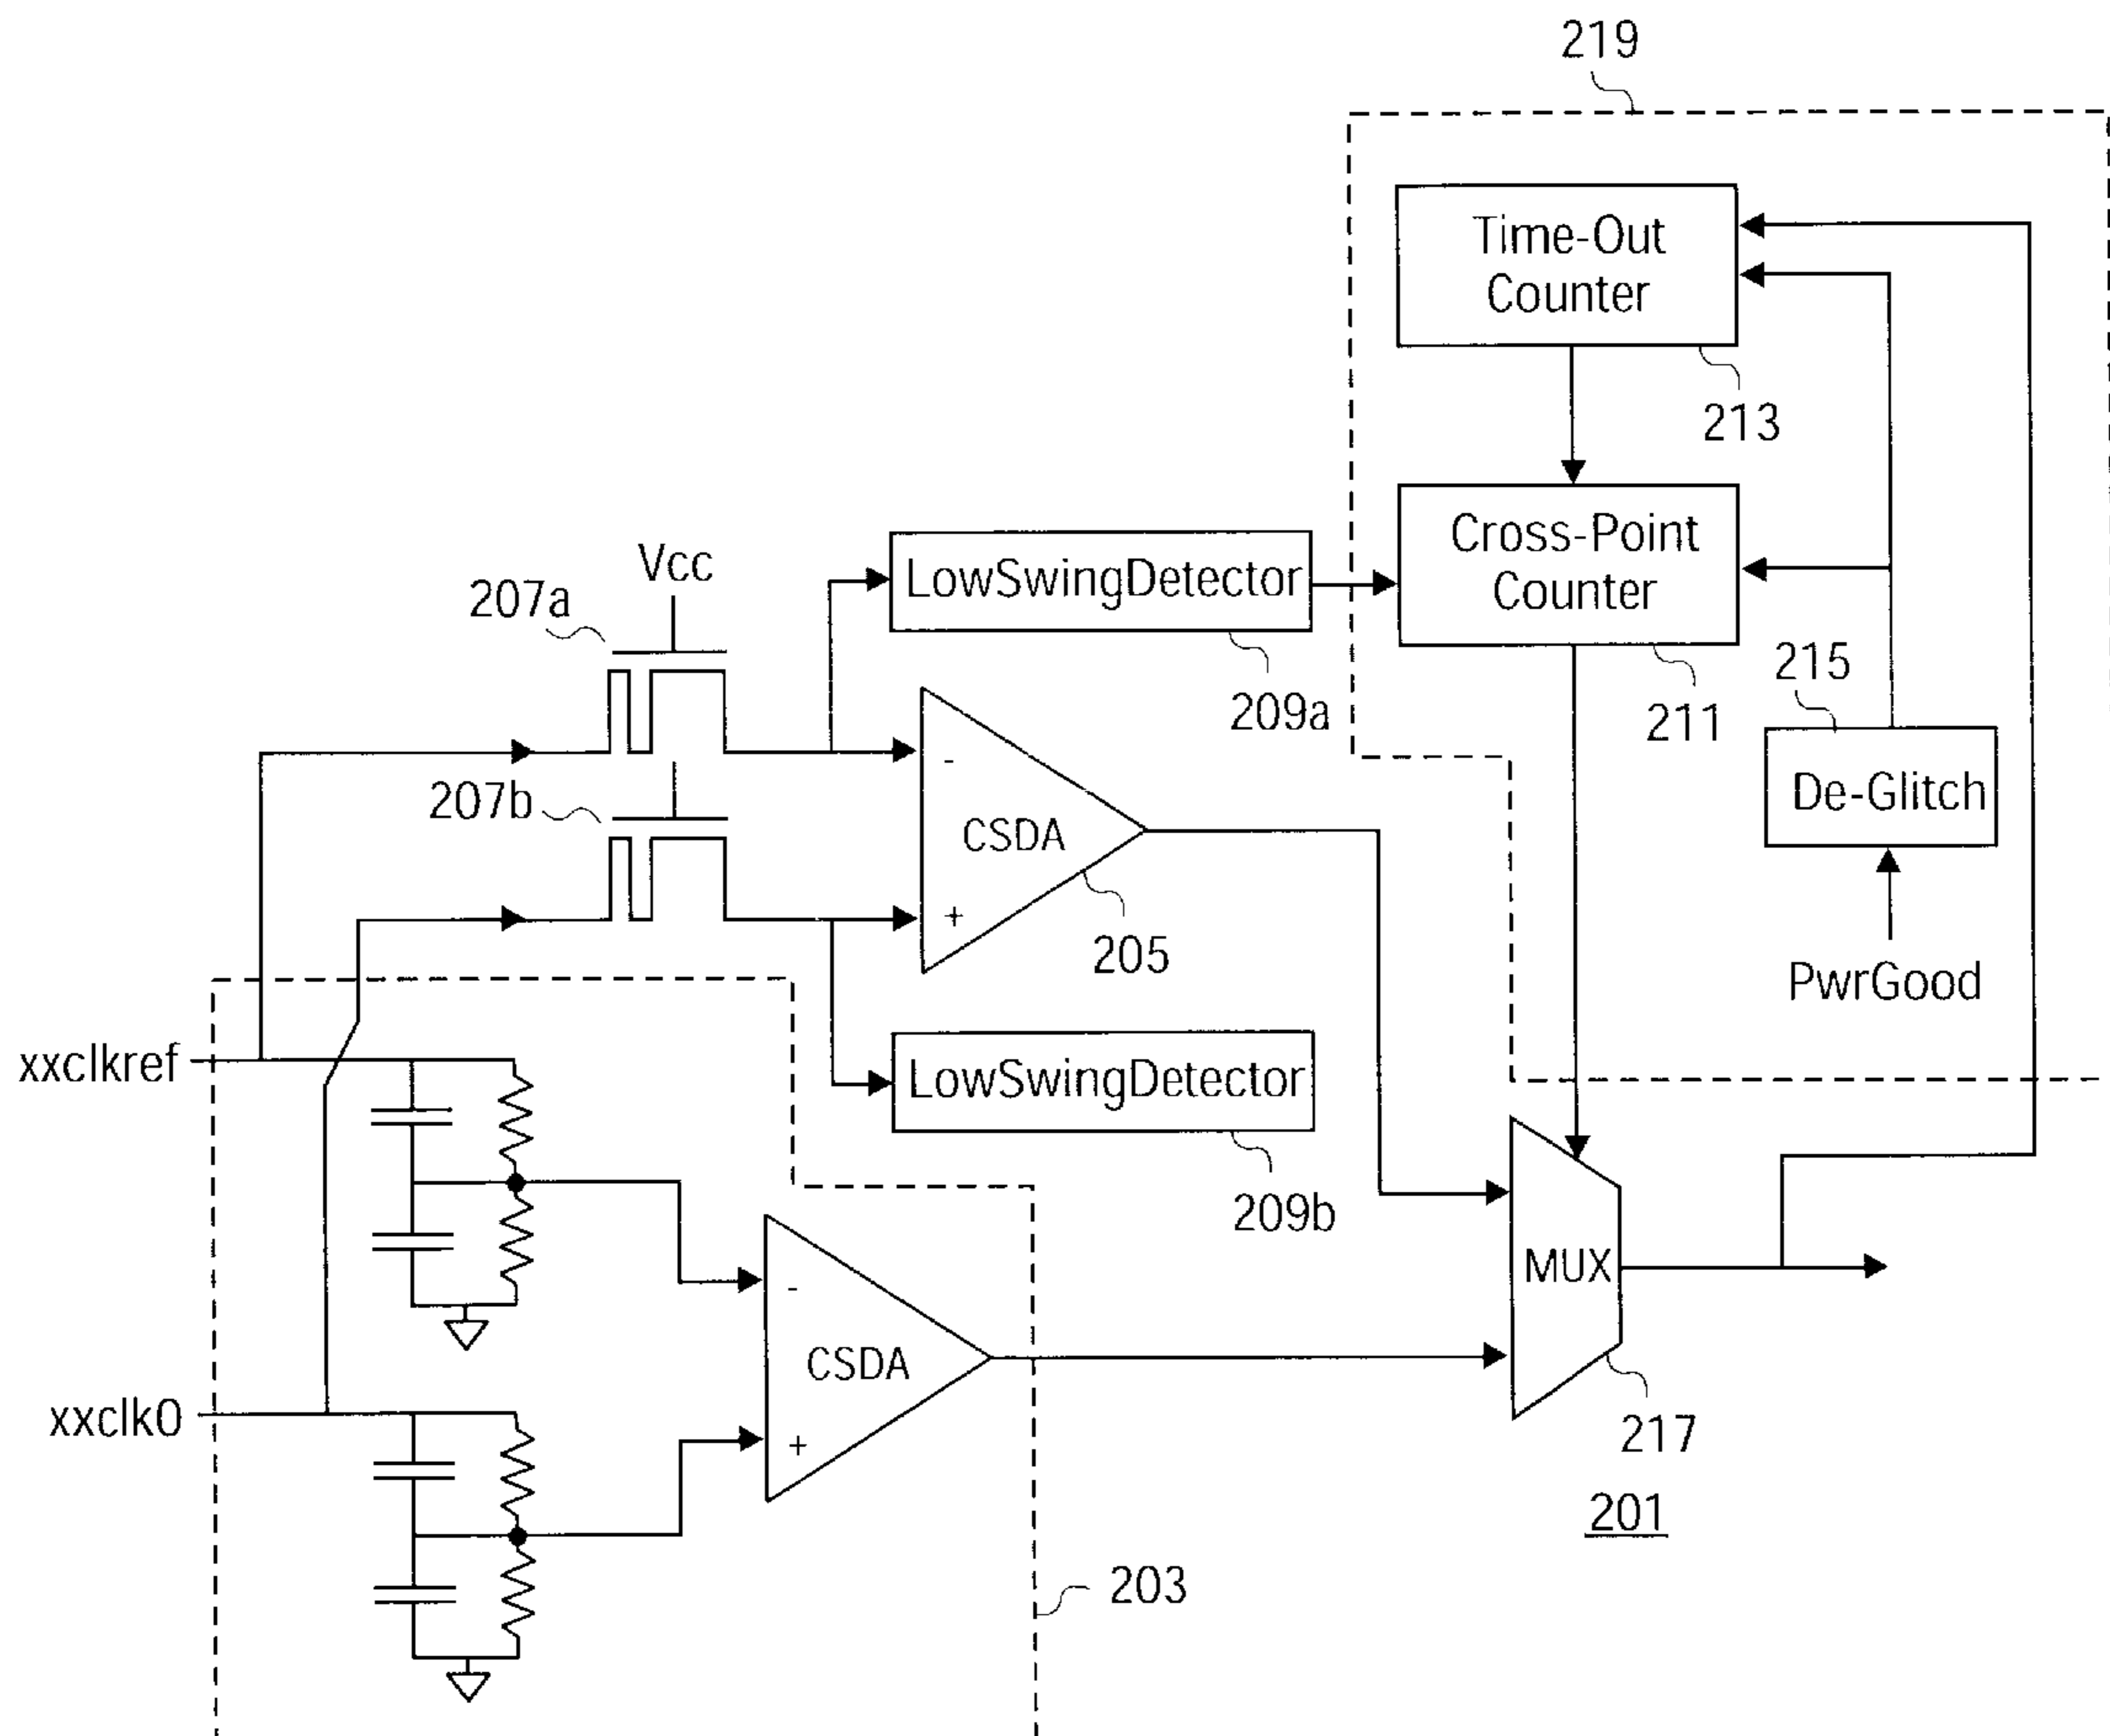 219
Time-Out
Counter
213
Cross-Point
Counter
211
Vcc
207a
LowSwingDetector
209a
215
De-Glitch
PwrGood
207b
-
CSDA
+
205
xxclkref
LowSwingDetector
209b
-
CSDA
+
MUX
217
xxclk0
201
203